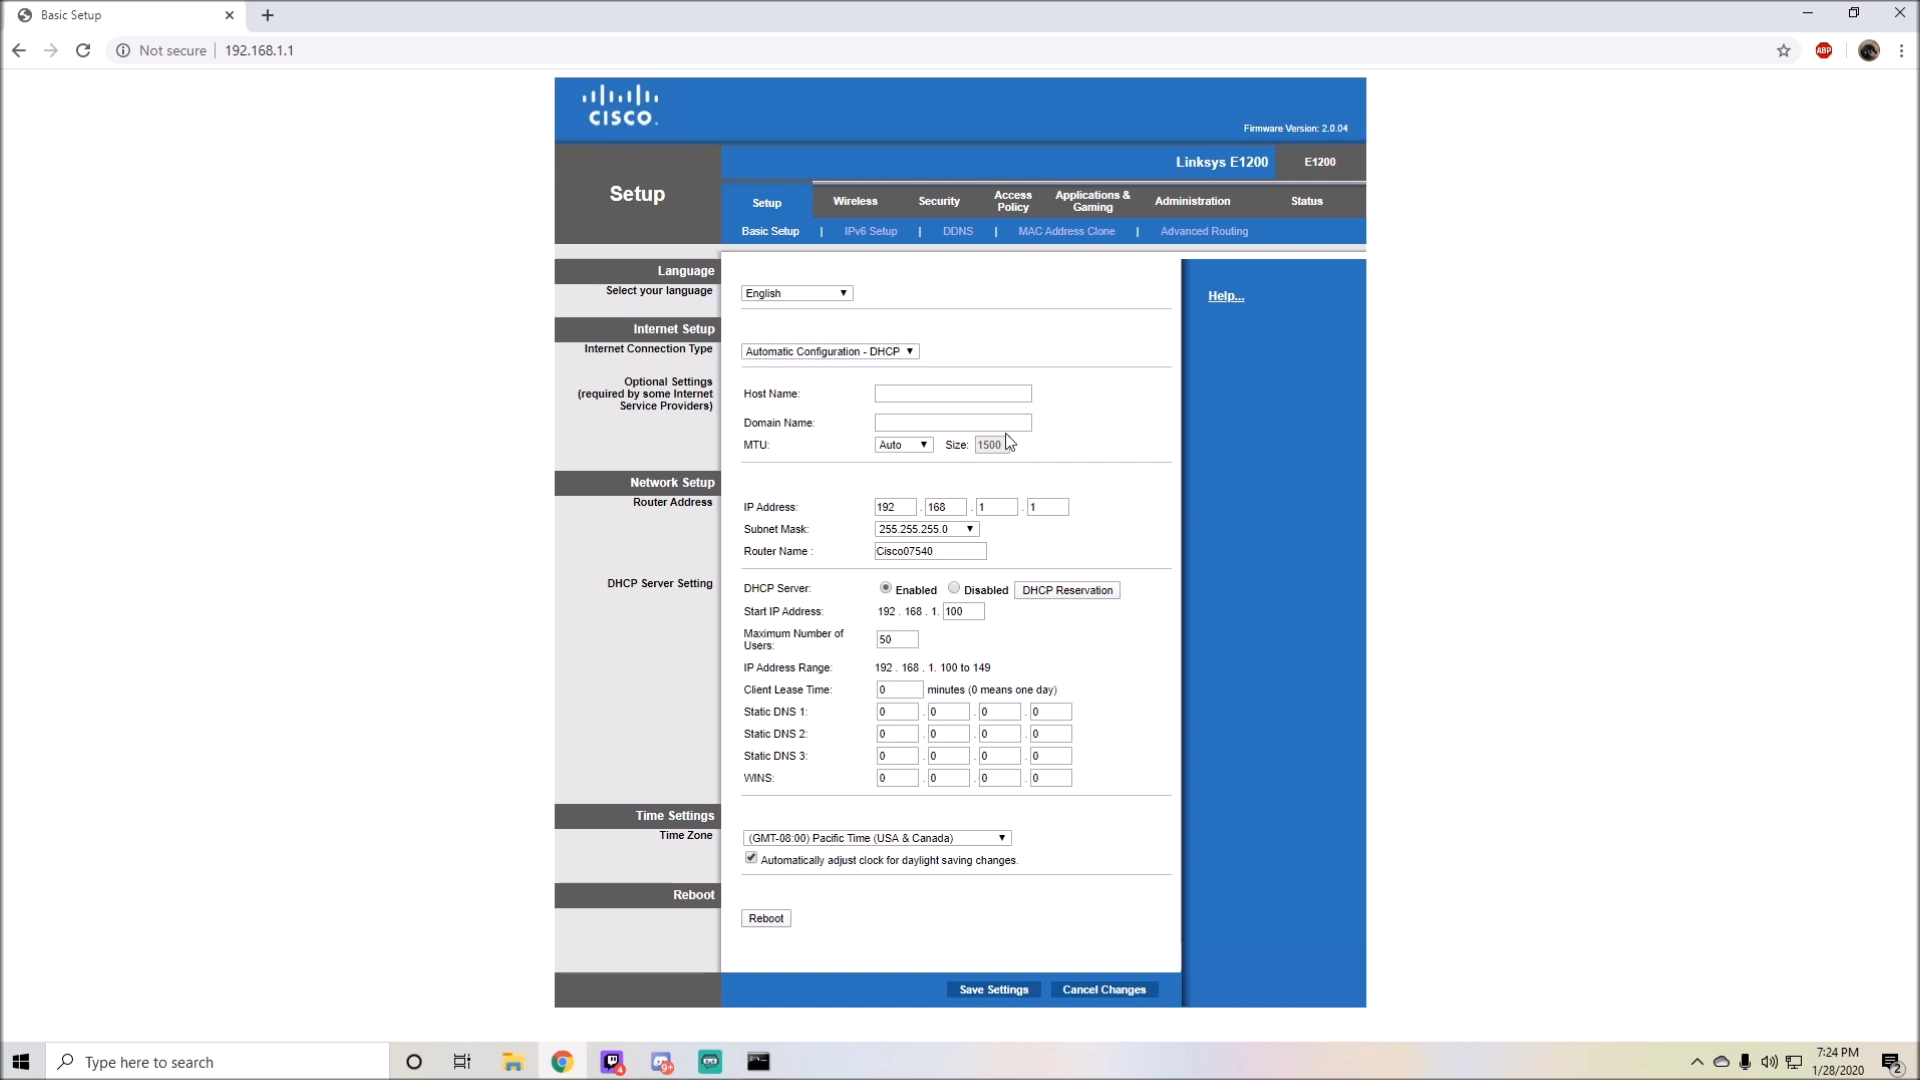 Basic Setup
Not secure | 192.168.1.1
ABP
CISCO.
Firmware Version: 2.0.04
Linksys E1200 E1200
Setup
Setup Wireless Security Access Policy Applications & Gaming Administration Status
Basic Setup | IPv6 Setup | DDNS | MAC Address Clone | Advanced Routing
Language
Select your language English
Help...
Internet Setup
Internet Connection Type Automatic Configuration - DHCP
Optional Settings
(required by some Internet
Service Providers)
Host Name:
Domain Name:
MTU: Auto Size: 1500
Network Setup
Router Address
IP Address: 192 . 168 . 1 . 1
Subnet Mask: 255.255.255.0
Router Name : Cisco07540
DHCP Server Setting
DHCP Server: Enabled Disabled DHCP Reservation
Start IP Address: 192 . 168 . 1. 100
Maximum Number of
Users: 50
IP Address Range: 192 . 168 . 1. 100 to 149
Client Lease Time: 0 minutes (0 means one day)
Static DNS 1: 0 . 0 . 0 . 0
Static DNS 2: 0 . 0 . 0 . 0
Static DNS 3: 0 . 0 . 0 . 0
WINS: 0 . 0 . 0 . 0
Time Settings
Time Zone
(GMT-08:00) Pacific Time (USA & Canada)
Automatically adjust clock for daylight saving changes.
Reboot
Reboot
Save Settings Cancel Changes
Type here to search
4
9+
7:24 PM
1/28/2020
2